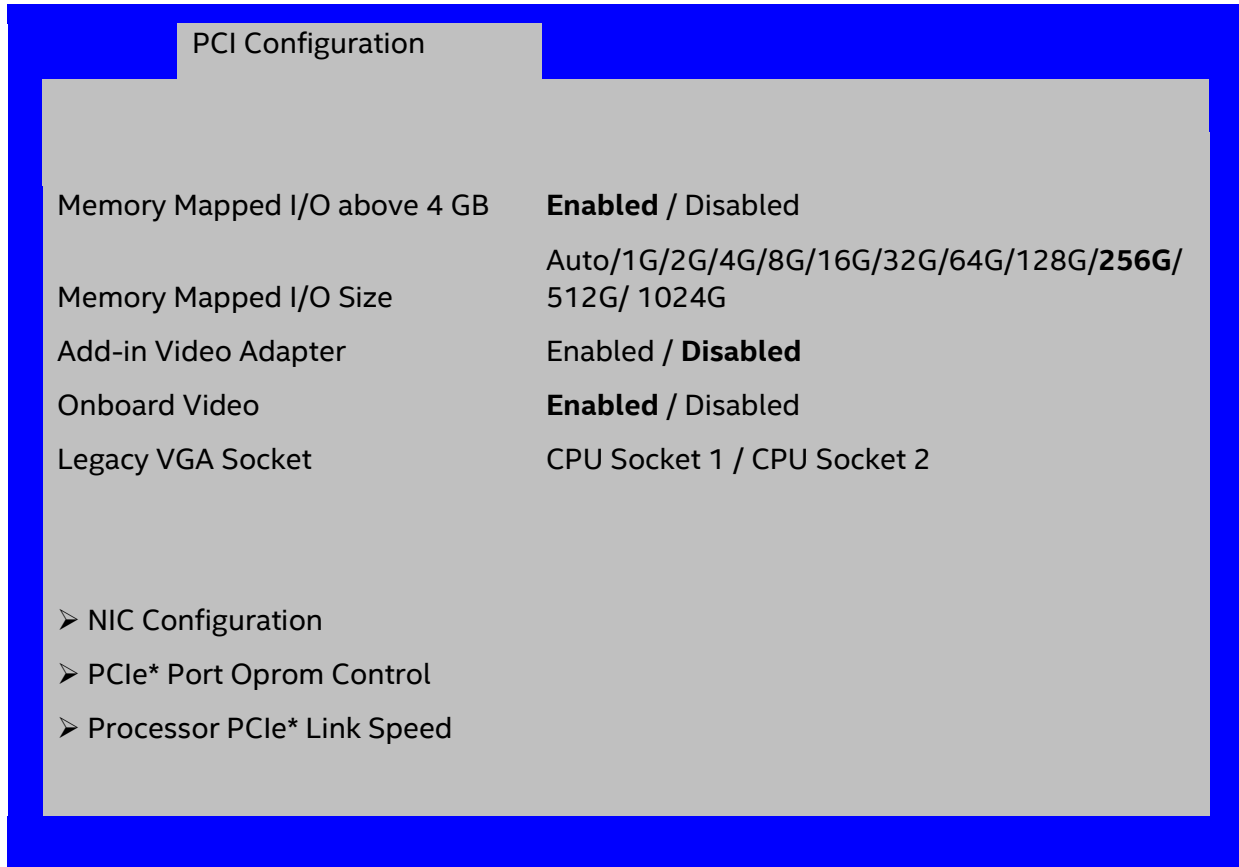 PCI Configuration
Memory Mapped I/O above 4 GB Enabled / Disabled
Memory Mapped I/O Size Auto/1G/2G/4G/8G/16G/32G/64G/128G/256G/
512G/ 1024G
Add-in Video Adapter Enabled / Disabled
Onboard Video Enabled / Disabled
Legacy VGA Socket CPU Socket 1 / CPU Socket 2
➢ NIC Configuration
➢ PCIe* Port Oprom Control
➢ Processor PCIe* Link Speed